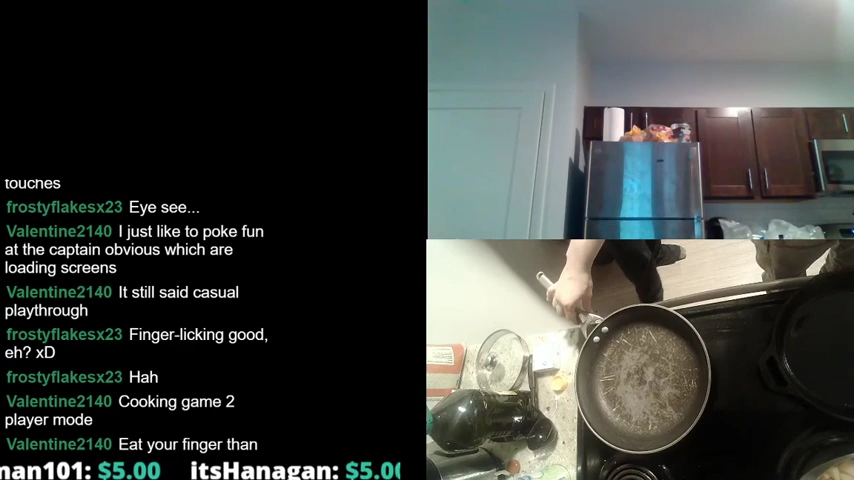 touches
frostyflakesx23 Eye see...
Valentine2140 I just like to poke fun
at the captain obvious which are
loading screens
Valentine2140 It still said casual
playthrough
frostyflakesx23 Finger-licking good,
eh? xD
frostyflakesx23 Hah
Valentine2140 Cooking game 2
player mode
Valentine2140 Eat your finger than
man101: $5.00 itsHanagan: $5.00